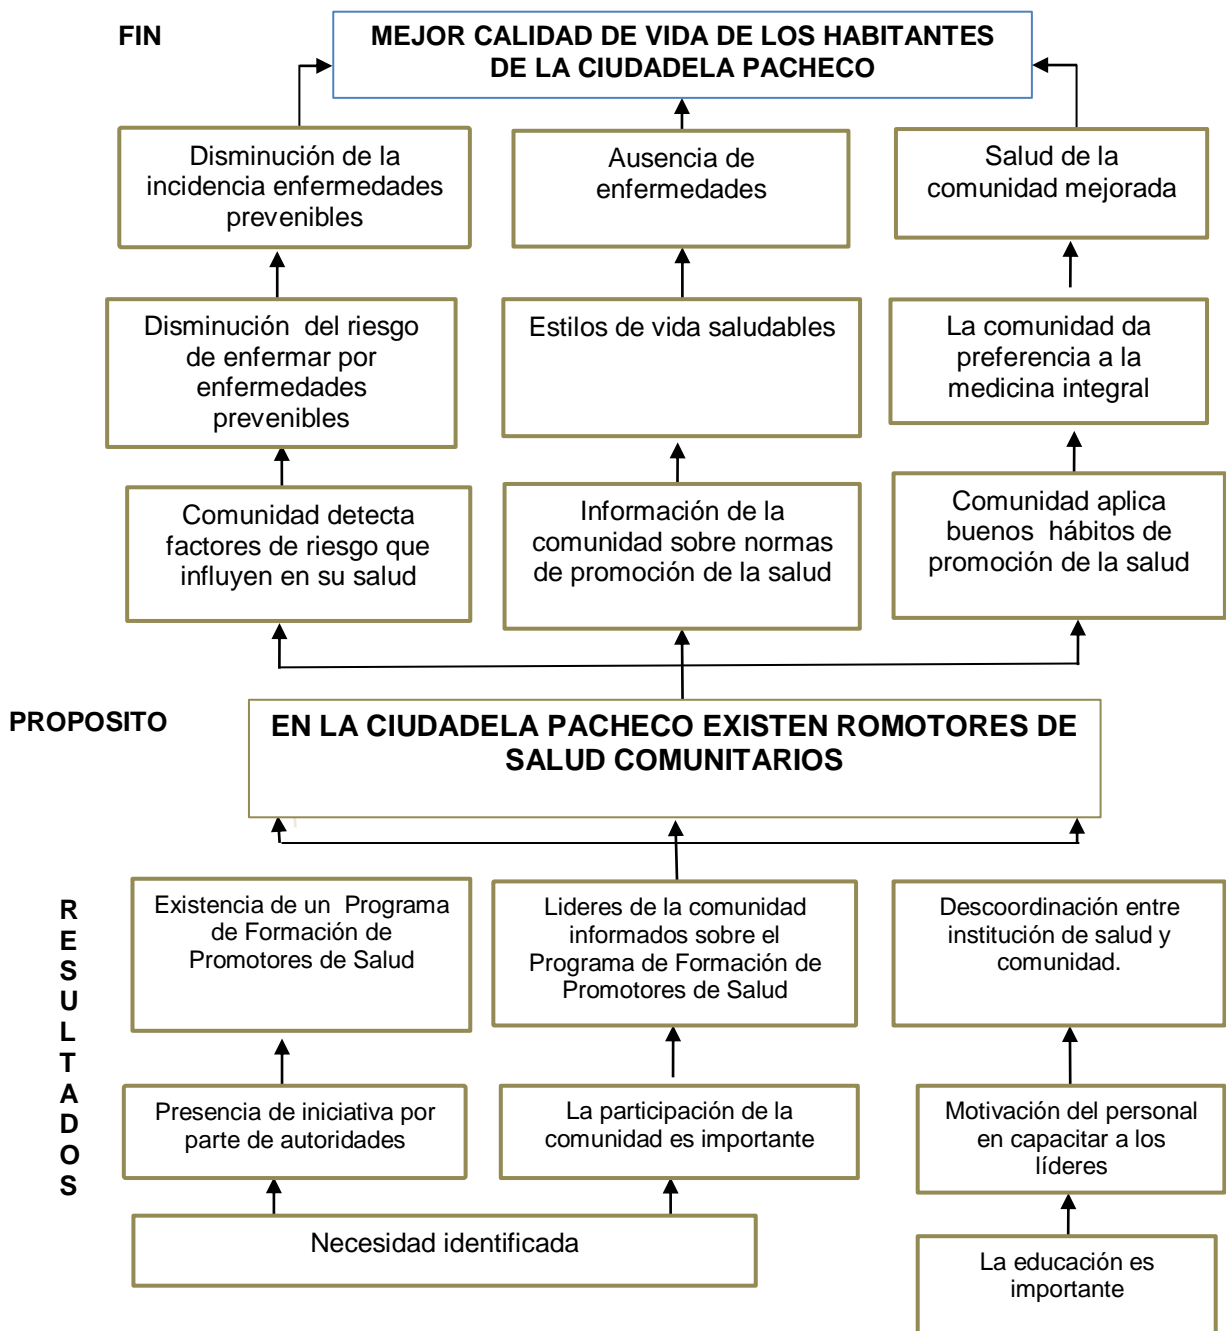 FIN
MEJOR CALIDAD DE VIDA DE LOS HABITANTES
DE LA CIUDADELA PACHECO
Disminución de la
incidencia enfermedades
prevenibles
Ausencia de
enfermedades
Salud de la
comunidad mejorada
Disminución  del riesgo
de enfermar por
enfermedades
prevenibles
Estilos de vida saludables
La comunidad da
preferencia a la
medicina integral
Comunidad detecta
factores de riesgo que
influyen en su salud
Información de la
comunidad sobre normas
de promoción de la salud
Comunidad aplica
buenos  hábitos de
promoción de la salud
PROPOSITO
EN LA CIUDADELA PACHECO EXISTEN ROMOTORES DE
SALUD COMUNITARIOS
R
E
S
U
L
T
A
D
O
S
Existencia de un  Programa
de Formación de
Promotores de Salud
Lideres de la comunidad
informados sobre el
Programa de Formación de
Promotores de Salud
Descoordinación entre
institución de salud y
comunidad.
Presencia de iniciativa por
parte de autoridades
La participación de la
comunidad es importante
Motivación del personal
en capacitar a los
líderes
Necesidad identificada
La educación es
importante